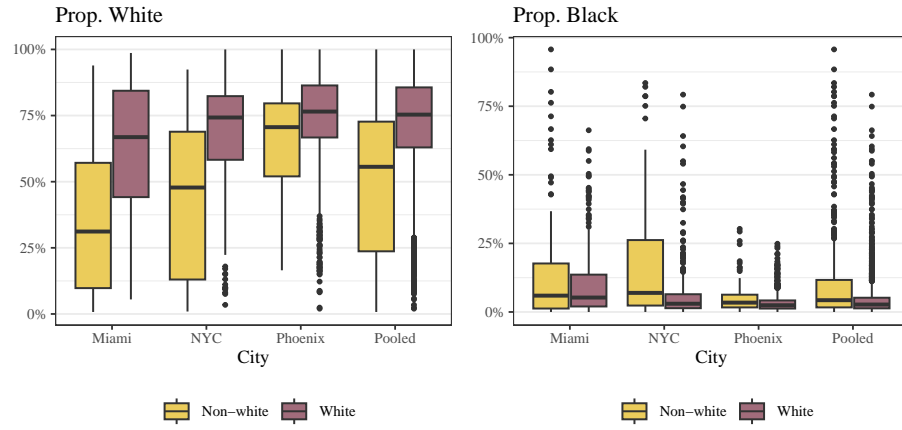 Prop. White
100%
75%
50%
25%
0%
Miami NYC Phoenix Pooled
City
Non−white White
Prop. Black
100%
75%
50%
25%
0%
Miami NYC Phoenix Pooled
City
Non−white White